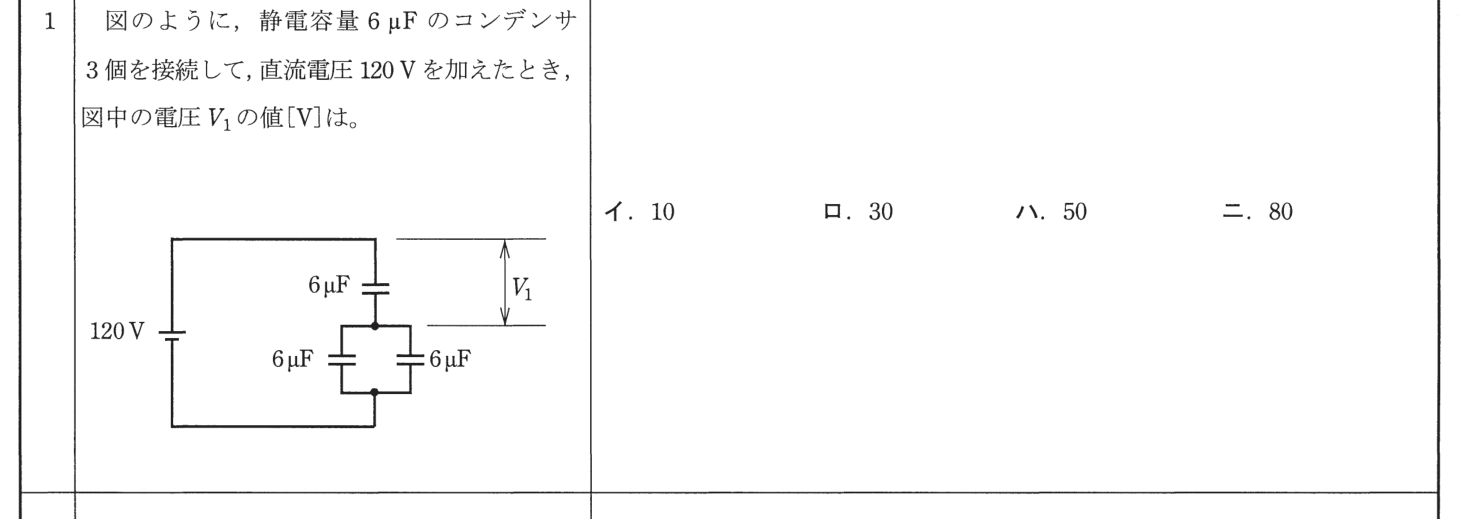 1
図のように，静電容量 6 μF のコンデンサ
3 個を接続して, 直流電圧 120 V を加えたとき,
図中の電圧 V₁ の値[V]は。
イ． 10
ロ． 30
ハ． 50
ニ． 80
6 μF
V₁
120 V
6 μF
6 μF